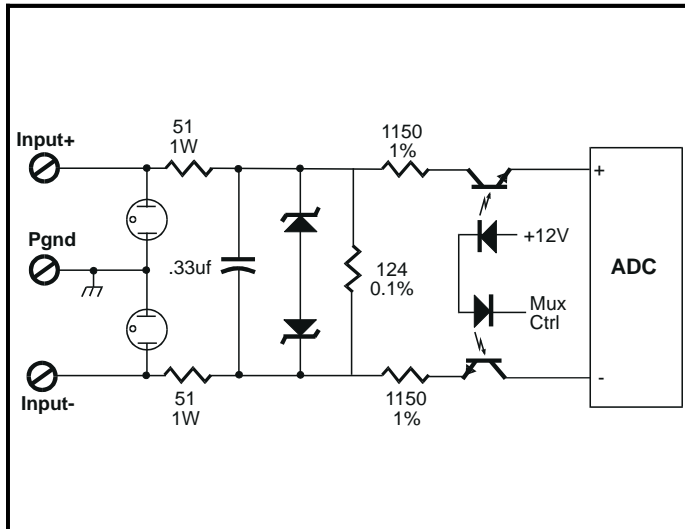 Input+
51
1W
1150
1%
+
Pgnd
+12V
.33uf
124
0.1%
ADC
Mux
Ctrl
Input-
51
1W
1150
1%
-